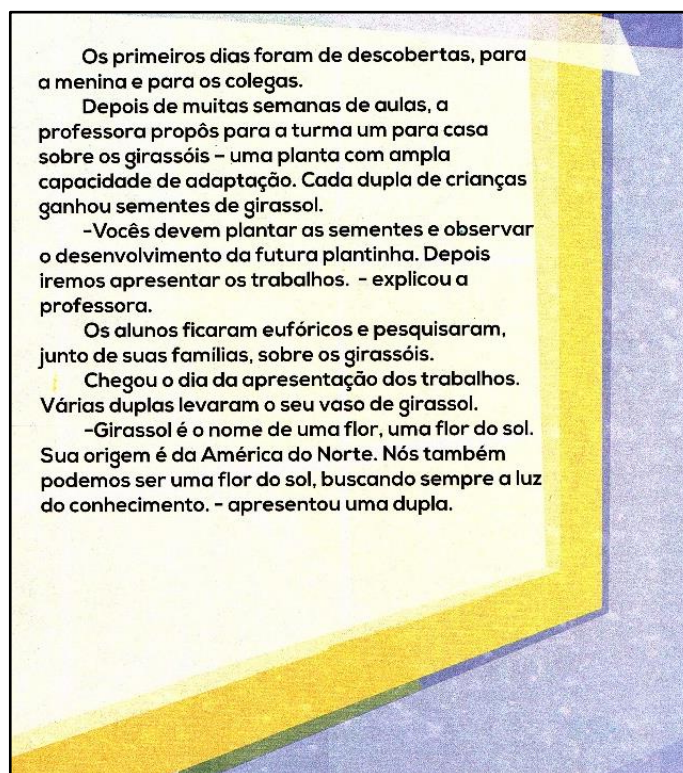 Os primeiros dias foram de descobertas, para
a menina e para os colegas.
Depois de muitas semanas de aulas, a
professora propôs para a turma um para casa
sobre os girassóis – uma planta com ampla
capacidade de adaptação. Cada dupla de crianças
ganhou sementes de girassol.
-Vocês devem plantar as sementes e observar
o desenvolvimento da futura plantinha. Depois
iremos apresentar os trabalhos. - explicou a
professora.
Os alunos ficaram eufóricos e pesquisaram,
junto de suas famílias, sobre os girassóis.
Chegou o dia da apresentação dos trabalhos.
Várias duplas levaram o seu vaso de girassol.
-Girassol é o nome de uma flor, uma flor do sol.
Sua origem é da América do Norte. Nós também
podemos ser uma flor do sol, buscando sempre a luz
do conhecimento. - apresentou uma dupla.